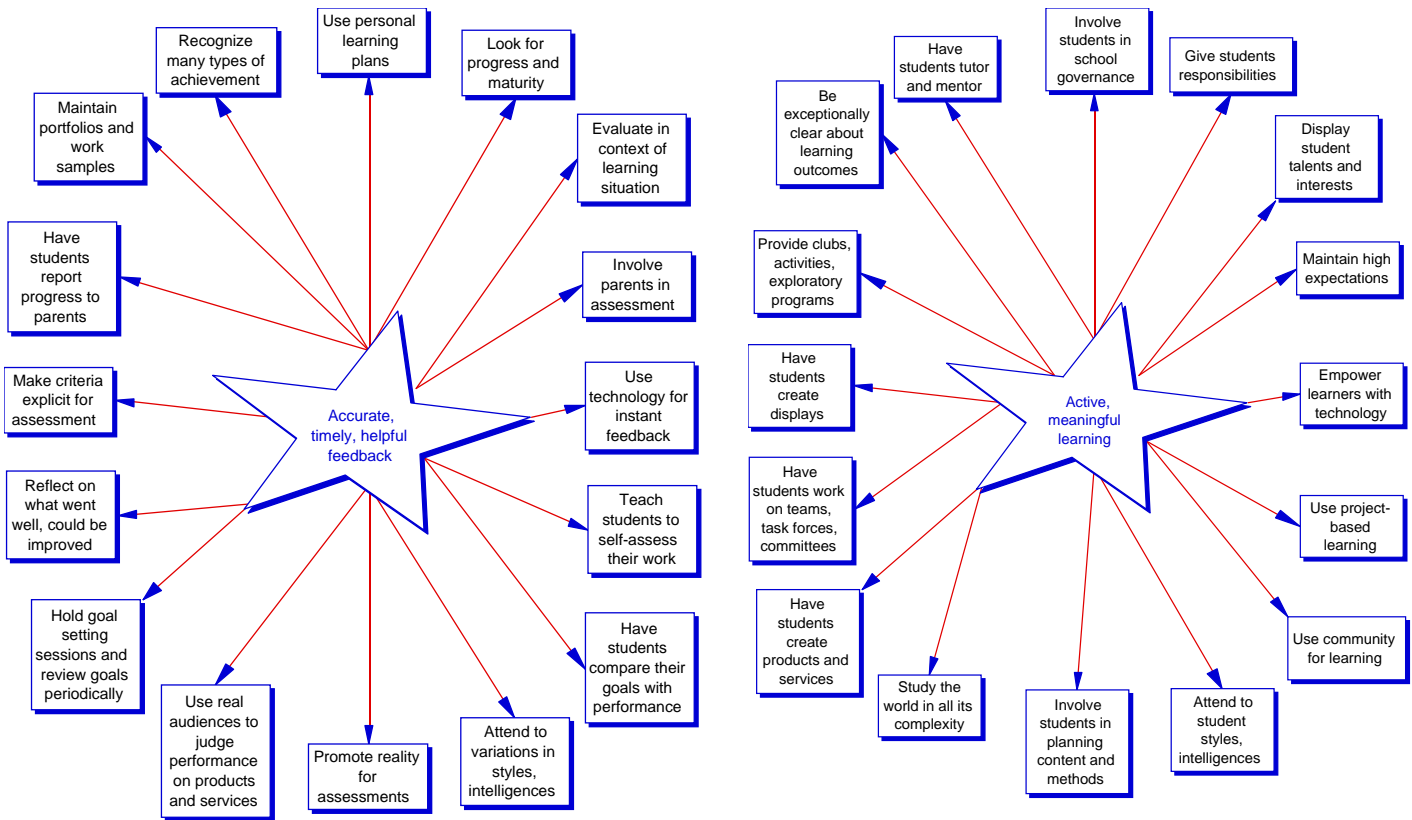 Use personal
learning
plans
Recognize
many types of
achievement
Look for
progress and
maturity
Maintain
portfolios and
work
samples
Evaluate in
context of
learning
situation
Have
students
report
progress to
parents
Involve
parents in
assessment
Make criteria
explicit for
assessment
Accurate,
timely, helpful
feedback
Use
technology for
instant
feedback
Reflect on
what went
well, could be
improved
Teach
students to
self-assess
their work
Hold goal
setting
sessions and
review goals
periodically
Have
students
compare their
goals with
performance
Use real
audiences to
judge
performance
on products
and services
Promote reality
for
assessments
Attend to
variations in
styles,
intelligences
Involve
students in
school
governance
Have
students tutor
and mentor
Give students
responsibilities
Be
exceptionally
clear about
learning
outcomes
Display
student
talents and
interests
Provide clubs,
activities,
exploratory
programs
Maintain high
expectations
Have
students
create
displays
Active,
meaningful
learning
Empower
learners with
technology
Have
students work
on teams,
task forces,
committees
Use project-
based
learning
Have
students
create
products and
services
Use community
for learning
Study the
world in all its
complexity
Involve
students in
planning
content and
methods
Attend to
student
styles,
intelligences